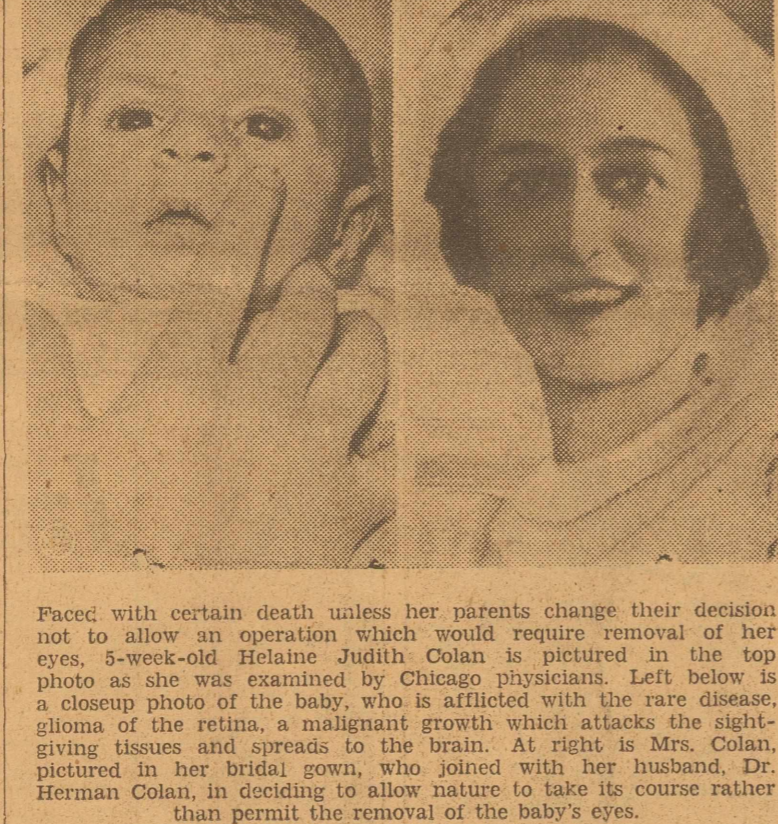 Faced with certain death unless her parents change their decision
not to allow an operation which would require removal of her
eyes, 5-week-old Helaine Judith Colan is pictured in the top
photo as she was examined by Chicago physicians. Left below is
a closeup photo of the baby, who is afflicted with the rare disease,
glioma of the retina, a malignant growth which attacks the sight-
giving tissues and spreads to the brain. At right is Mrs. Colan,
pictured in her bridal gown, who joined with her husband, Dr.
Herman Colan, in deciding to allow nature to take its course rather
than permit the removal of the baby's eyes.